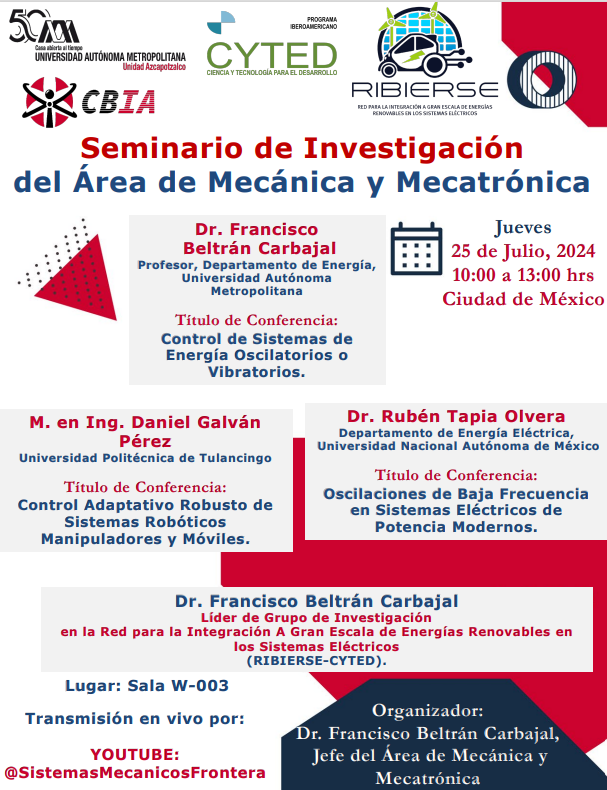 50
Casa abierta al tiempo
UNIVERSIDAD AUTÓNOMA METROPOLITANA
Unidad Azcapotzalco
CBIA
PROGRAMA
IBEROAMERICANO
CYTED
CIENCIA Y TECNOLOGÍA PARA EL DESARROLLO
RIBIERSE
RED PARA LA INTEGRACIÓN A GRAN ESCALA DE ENERGÍAS
RENOVABLES EN LOS SISTEMAS ELÉCTRICOS
Seminario de Investigación
del Área de Mecánica y Mecatrónica
Dr. Francisco
Beltrán Carbajal
Profesor, Departamento de Energía,
Universidad Autónoma
Metropolitana
Título de Conferencia:
Control de Sistemas de
Energía Oscilatorios o
Vibratorios.
Jueves
25 de Julio, 2024
10:00 a 13:00 hrs
Ciudad de México
M. en Ing. Daniel Galván
Pérez
Universidad Politécnica de Tulancingo
Título de Conferencia:
Control Adaptativo Robusto de
Sistemas Robóticos
Manipuladores y Móviles.
Dr. Rubén Tapia Olvera
Departamento de Energía Eléctrica,
Universidad Nacional Autónoma de México
Título de Conferencia:
Oscilaciones de Baja Frecuencia
en Sistemas Eléctricos de
Potencia Modernos.
Dr. Francisco Beltrán Carbajal
Líder de Grupo de Investigación
en la Red para la Integración A Gran Escala de Energías Renovables en
los Sistemas Eléctricos
(RIBIERSE-CYTED).
Lugar: Sala W-003
Transmisión en vivo por:
YOUTUBE:
@SistemasMecanicosFrontera
Organizador:
Dr. Francisco Beltrán Carbajal,
Jefe del Área de Mecánica y
Mecatrónica